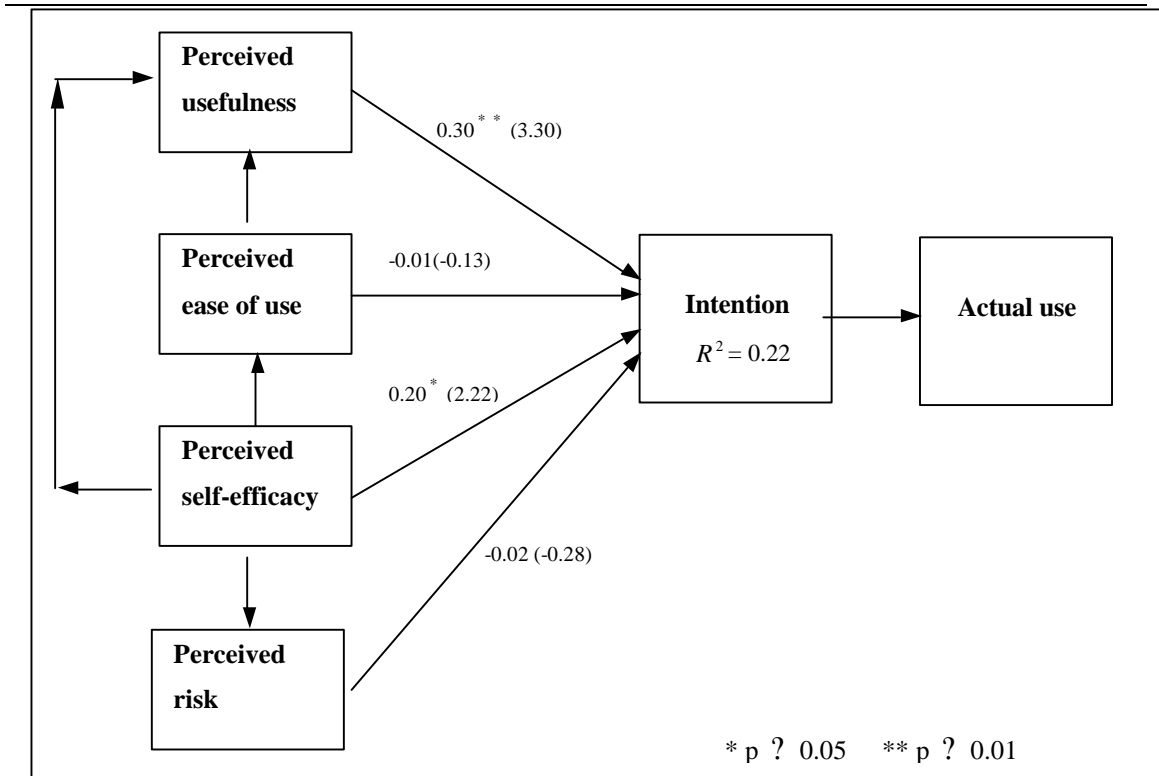 Perceived
usefulness
0.30** (3.30)
Perceived
ease of use
-0.01(-0.13)
Intention
R² = 0.22
Actual use
Perceived
self-efficacy
0.20* (2.22)
-0.02 (-0.28)
Perceived
risk
* p ? 0.05 ** p ? 0.01